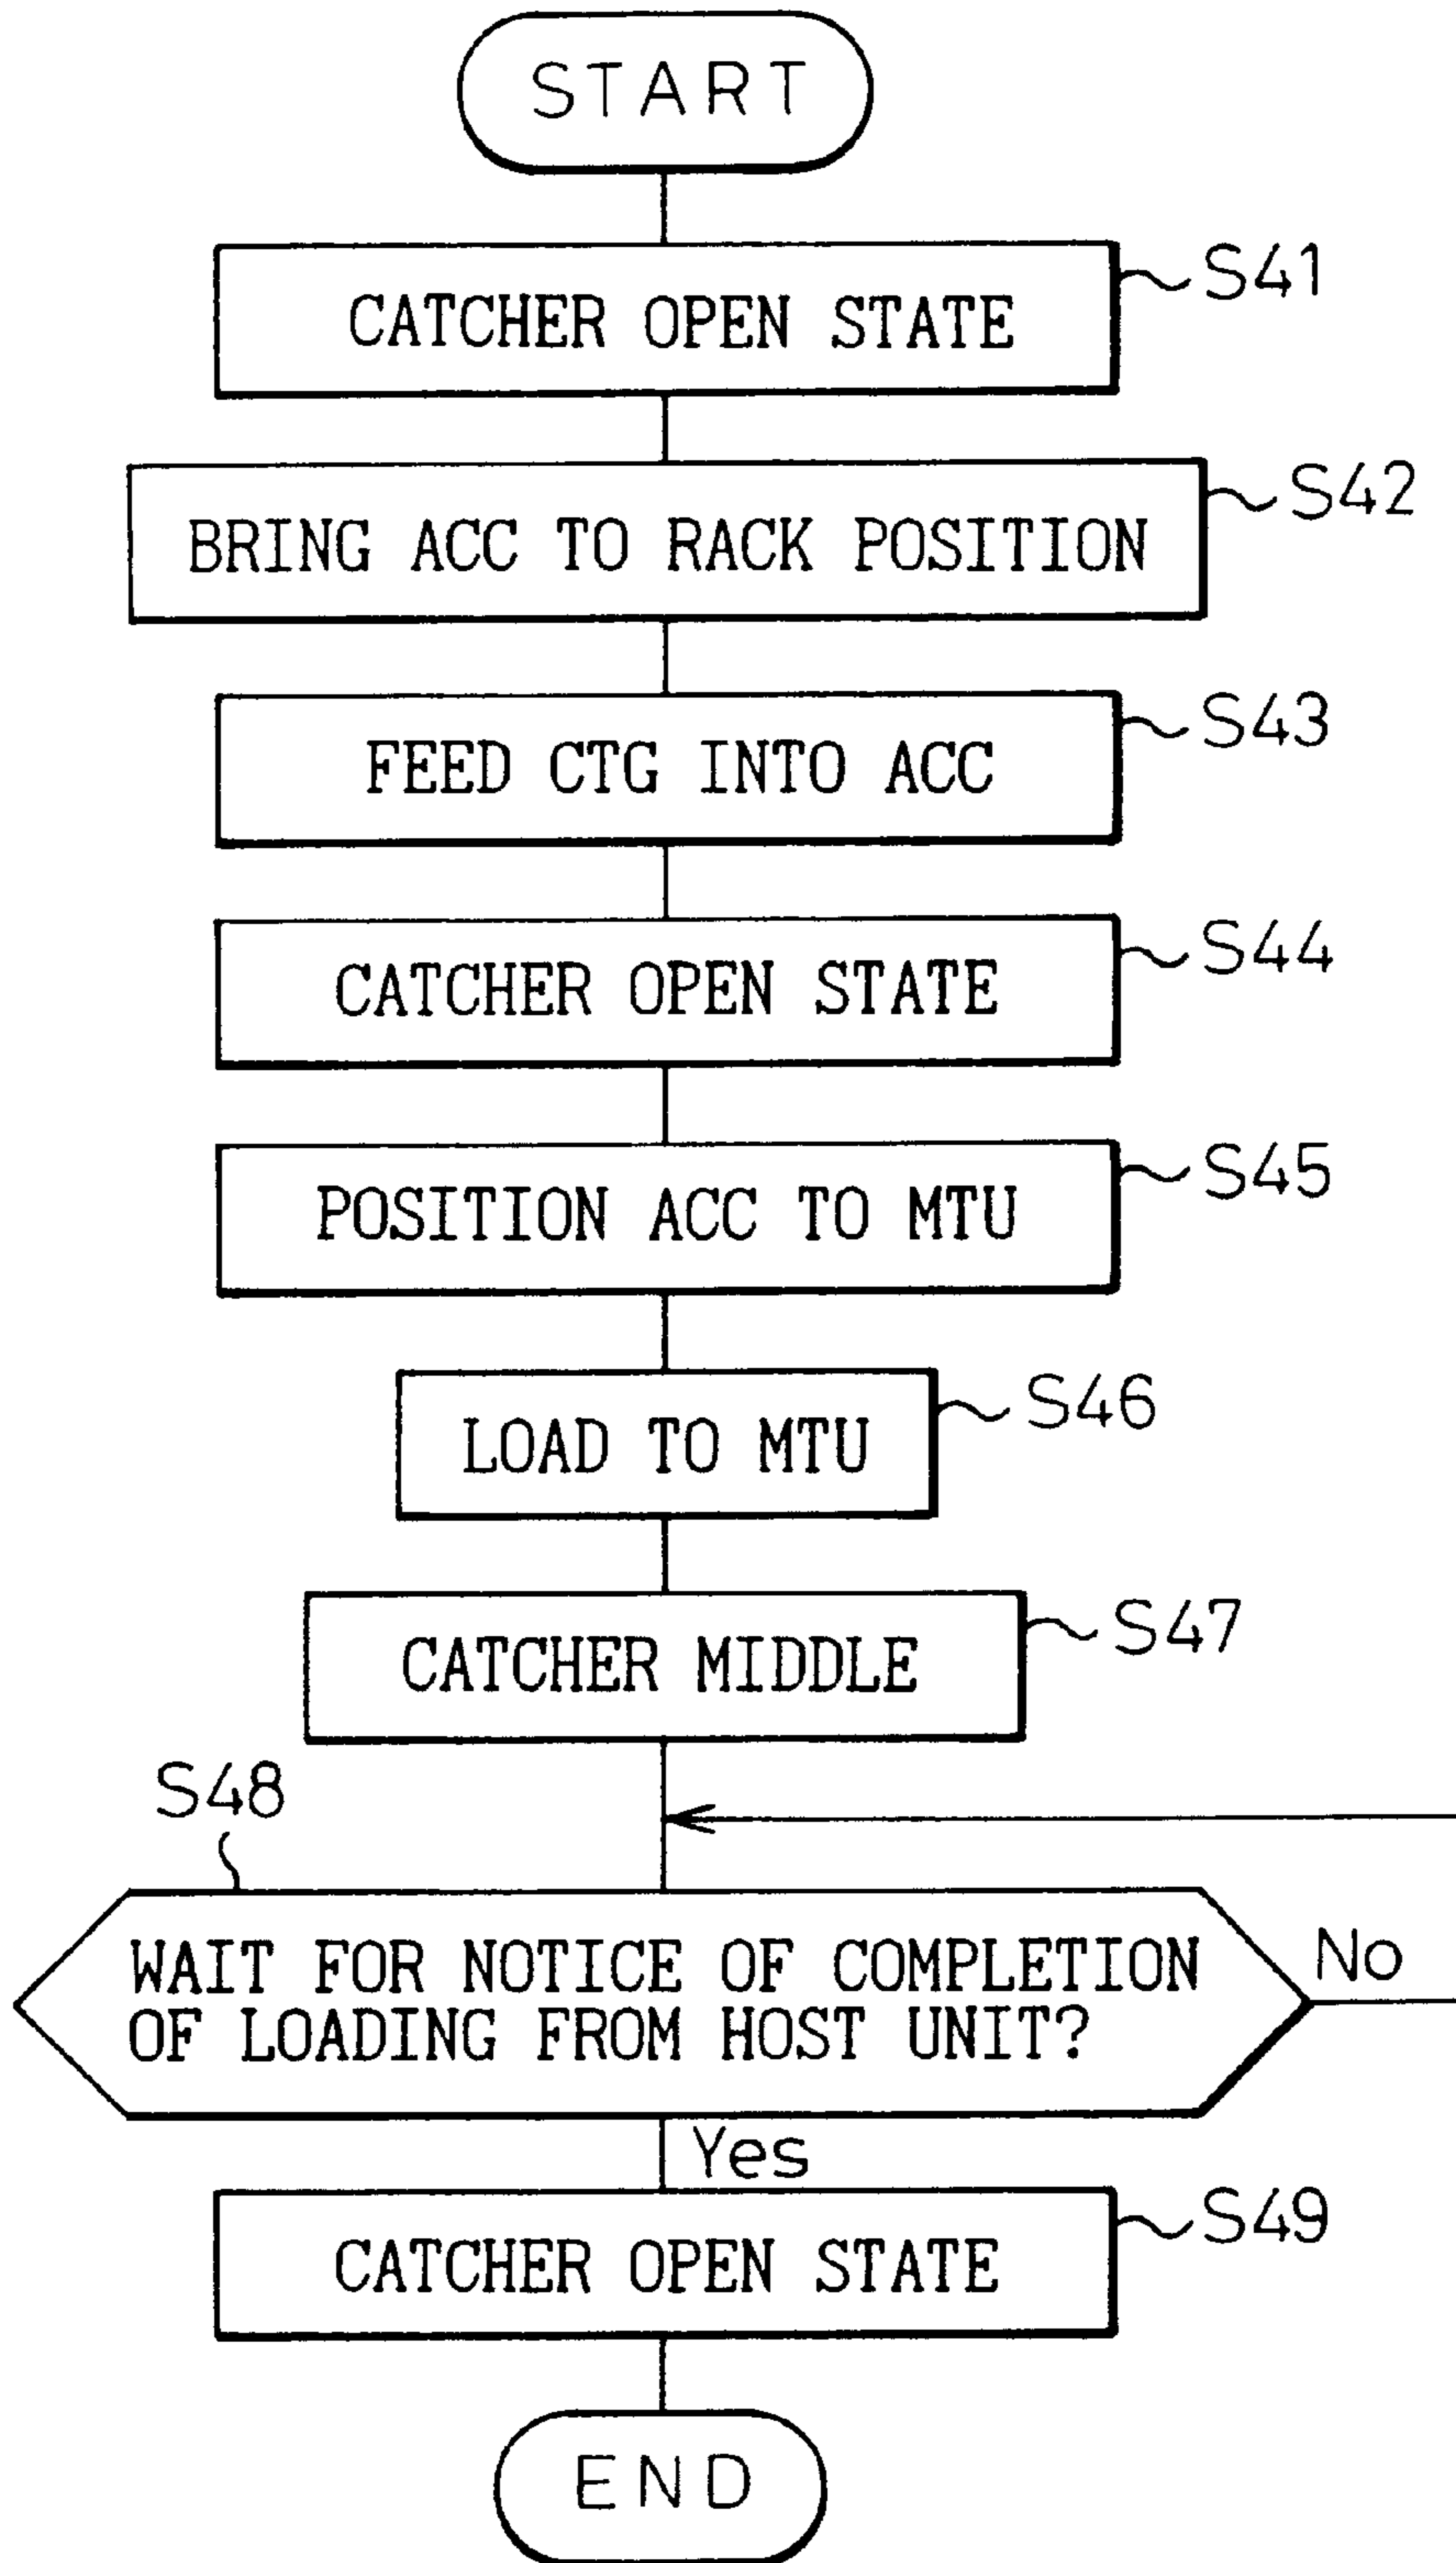 START
CATCHER OPEN STATE
S41
BRING ACC TO RACK POSITION
S42
FEED CTG INTO ACC
S43
CATCHER OPEN STATE
S44
POSITION ACC TO MTU
S45
LOAD TO MTU
S46
CATCHER MIDDLE
S47
S48
WAIT FOR NOTICE OF COMPLETION
OF LOADING FROM HOST UNIT?
No
Yes
CATCHER OPEN STATE
S49
END